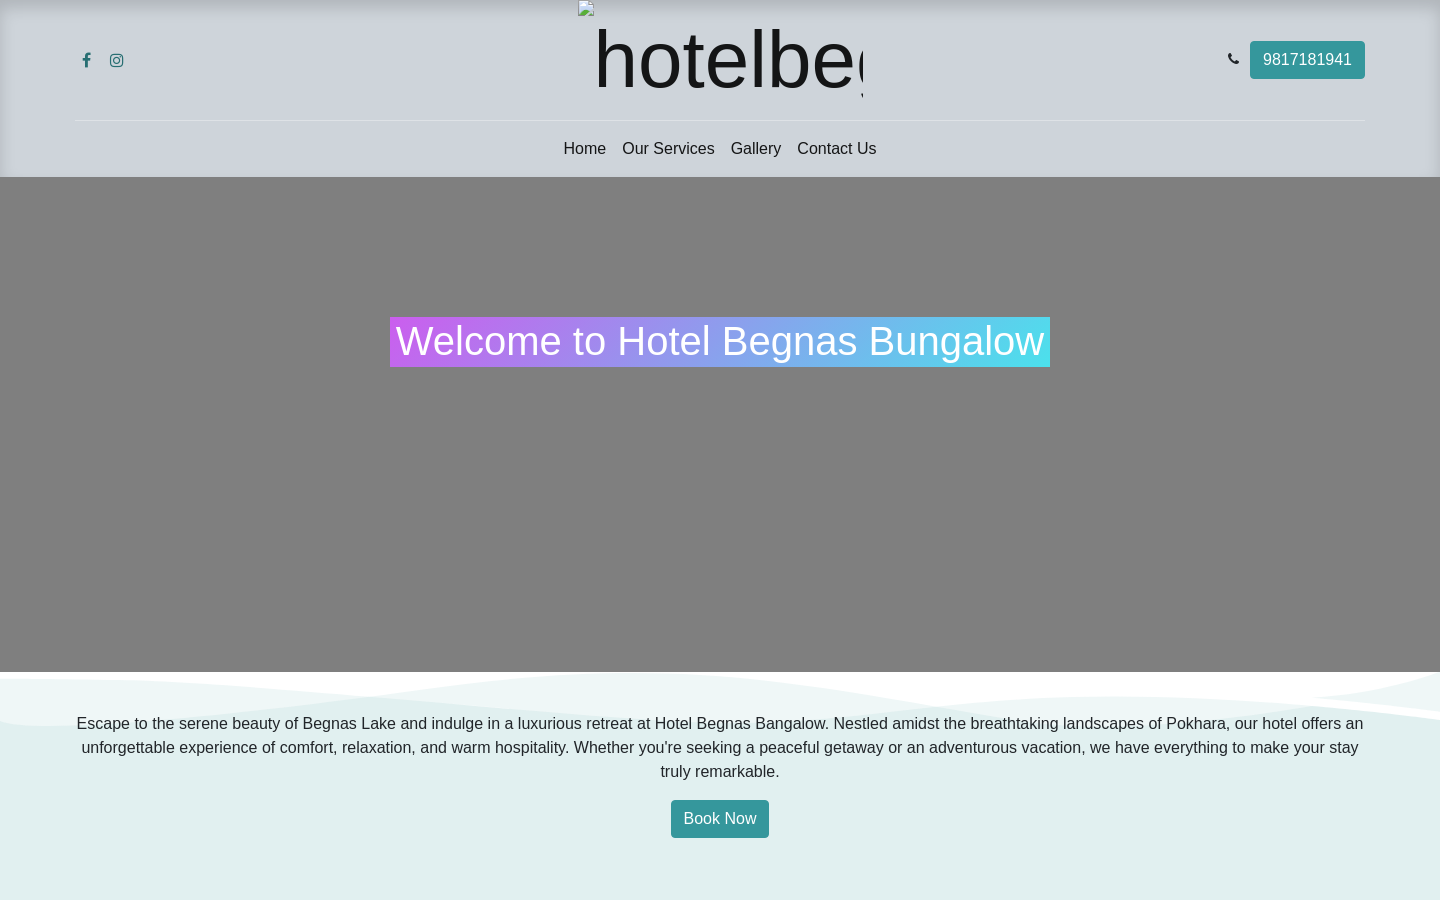 hotelbeg
9817181941
Home Our Services Gallery Contact Us
Welcome to Hotel Begnas Bungalow
Escape to the serene beauty of Begnas Lake and indulge in a luxurious retreat at Hotel Begnas Bangalow. Nestled amidst the breathtaking landscapes of Pokhara, our hotel offers an
unforgettable experience of comfort, relaxation, and warm hospitality. Whether you're seeking a peaceful getaway or an adventurous vacation, we have everything to make your stay
truly remarkable.
Book Now